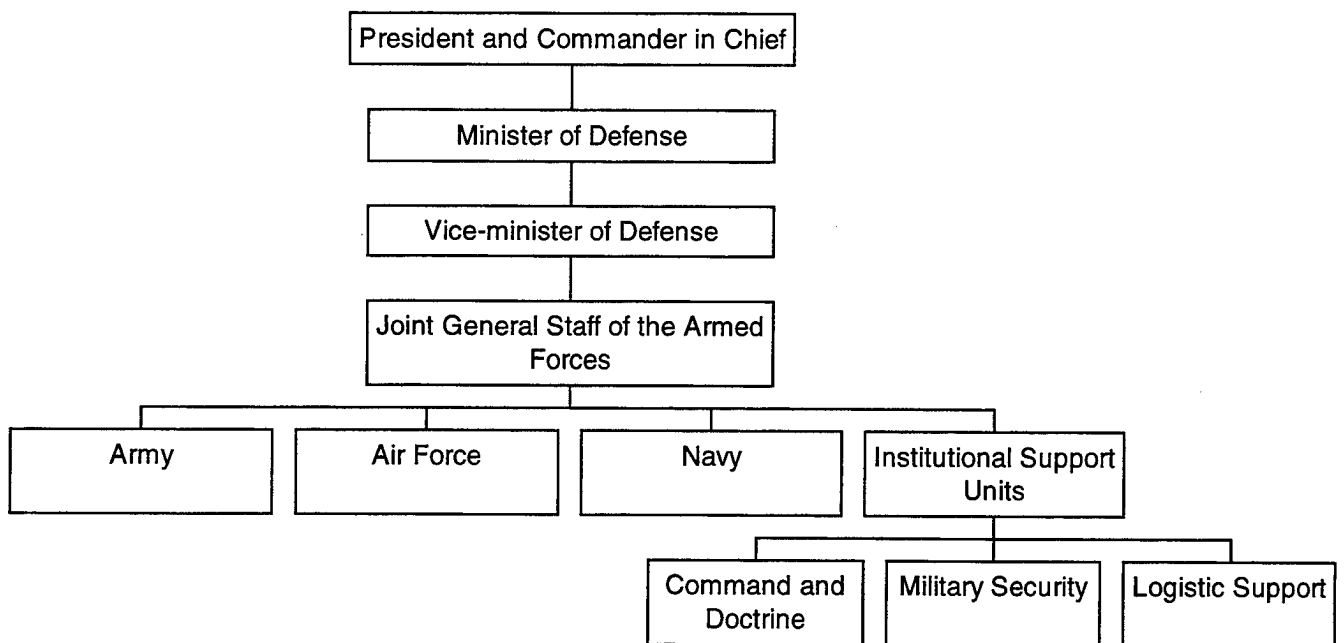 President and Commander in Chief
Minister of Defense
Vice-minister of Defense
Joint General Staff of the Armed
Forces
Army
Air Force
Navy
Institutional Support
Units
Command and
Doctrine
Military Security
Logistic Support